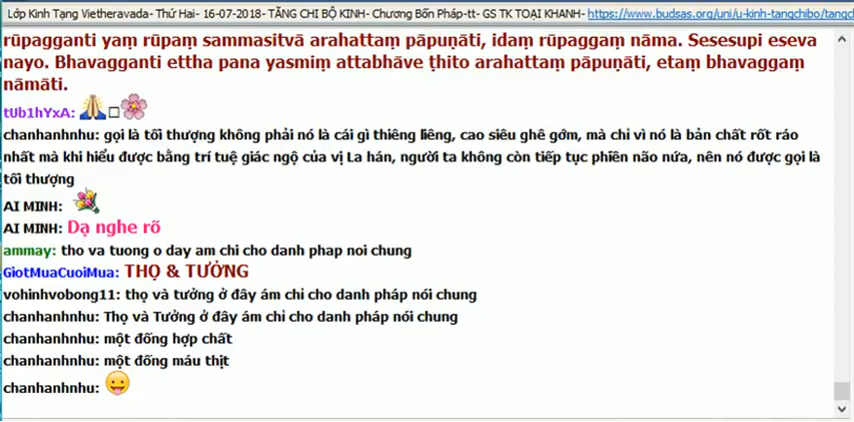 Lớp Kinh Tạng Vietheravada- Thứ Hai- 16-07-2018- TĂNG CHI BỘ KINH- Chương Bốn Pháp-tt- GS TK TOẠI KHANH- https://www.budsas.org/uni/u-kinh-tangchibo/tangc
rūpagganti yaṃ rūpaṃ sammasitvā arahattaṃ pāpuṇāti, idaṃ rūpaggaṃ nāma. Sesesupi eseva
nayo. Bhavagganti ettha pana yasmiṃ attabhāve ṭhito arahattaṃ pāpuṇāti, etaṃ bhavaggaṃ
nāmāti.
tUb1hYxA: 🙏□🌸
chanhanhnhu: gọi là tối thượng không phải nó là cái gì thiêng liêng, cao siêu ghê gớm, mà chỉ vì nó là bản chất rốt ráo
nhất mà khi hiểu được bằng trí tuệ giác ngộ của vị La hán, người ta không còn tiếp tục phiền não nứa, nên nó được gọi là
tối thượng
AI MINH: 💐
AI MINH: Dạ nghe rõ
ammay: tho va tuong o day am chi cho danh phap noi chung
GiotMuaCuoiMua: THỌ & TƯỞNG
vohinhvobong11: thọ và tưởng ở đây ám chỉ cho danh pháp nói chung
chanhanhnhu: Thọ và Tưởng ở đây ám chỉ cho danh pháp nói chung
chanhanhnhu: một đống hợp chất
chanhanhnhu: một đống máu thịt
chanhanhnhu: 😛